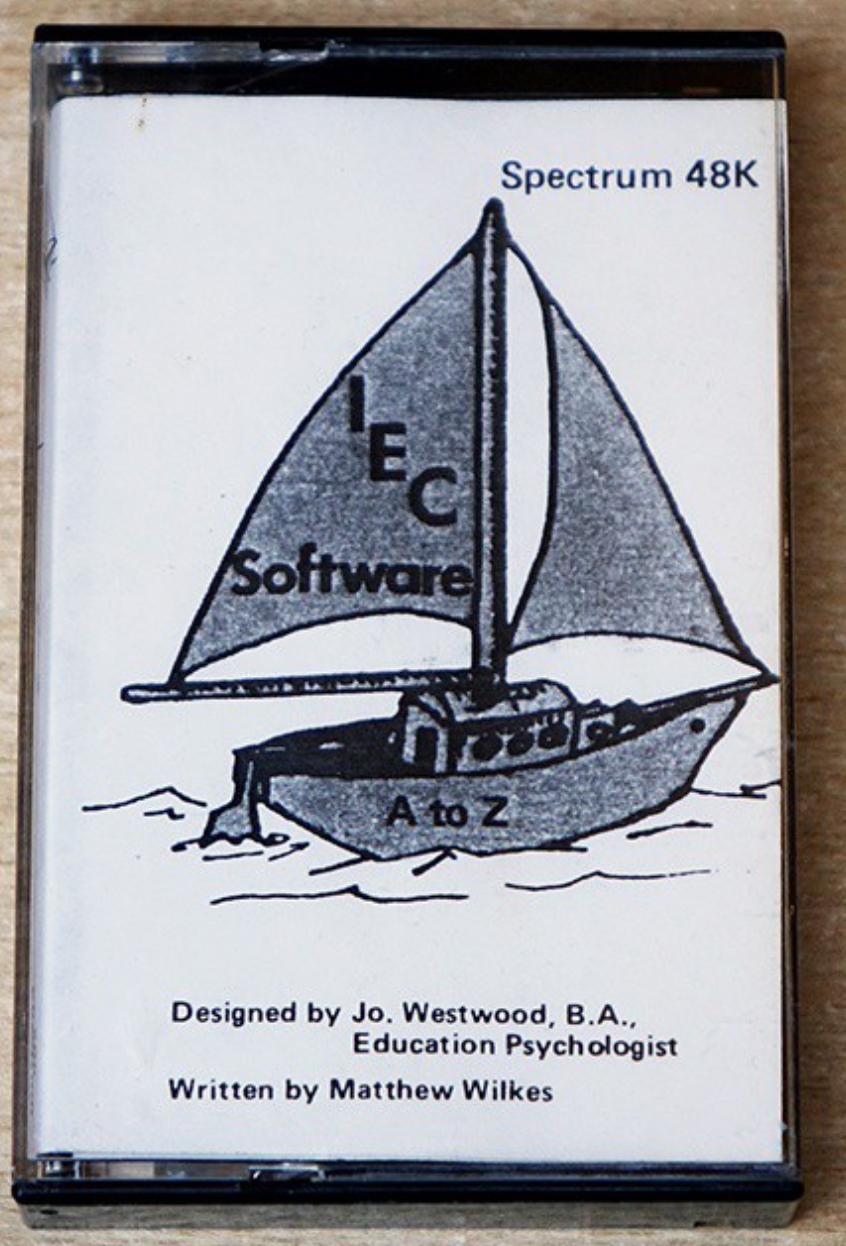 Spectrum 48K
I
E
C
Software
A to Z
Designed by Jo. Westwood, B.A.,
Education Psychologist
Written by Matthew Wilkes